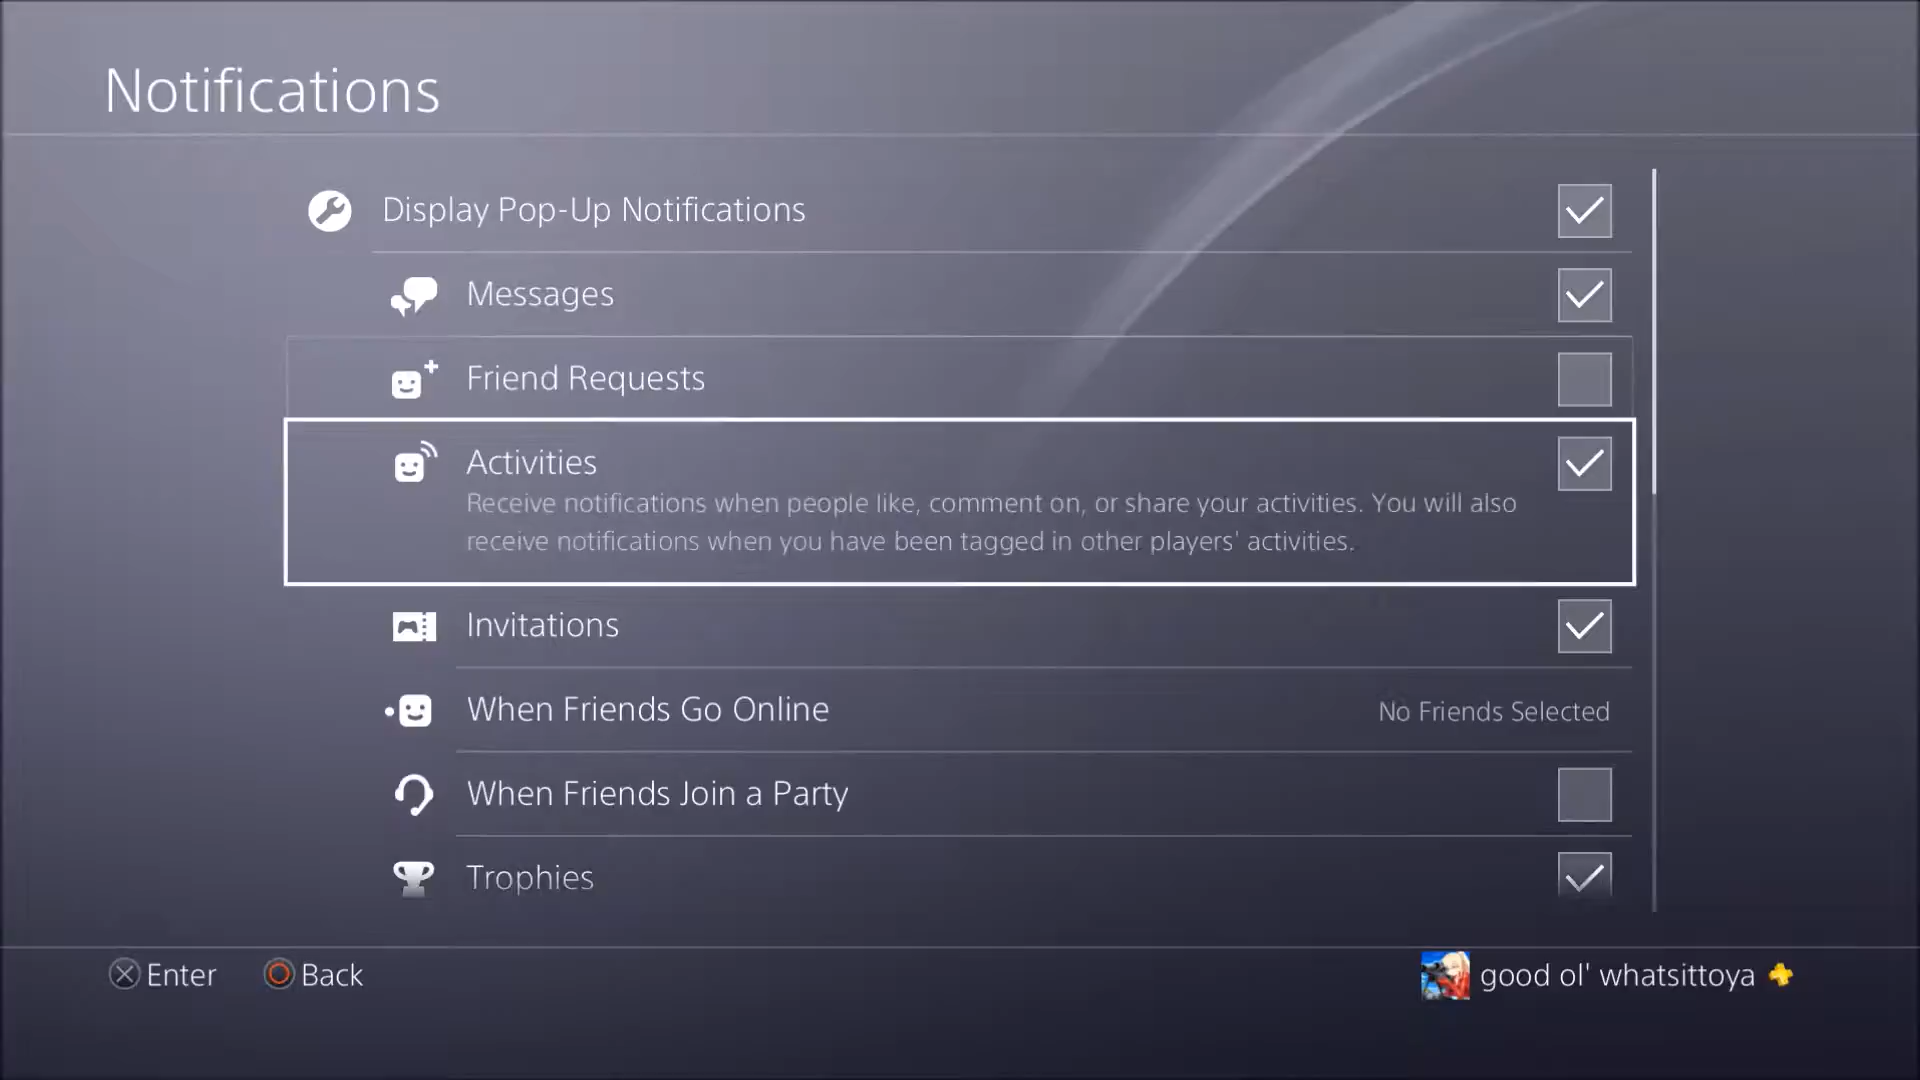 Notifications
Display Pop-Up Notifications
Messages
Friend Requests
Activities
Receive notifications when people like, comment on, or share your activities. You will also
receive notifications when you have been tagged in other players' activities.
Invitations
When Friends Go Online
No Friends Selected
When Friends Join a Party
Trophies
Enter
Back
good ol' whatsittoya